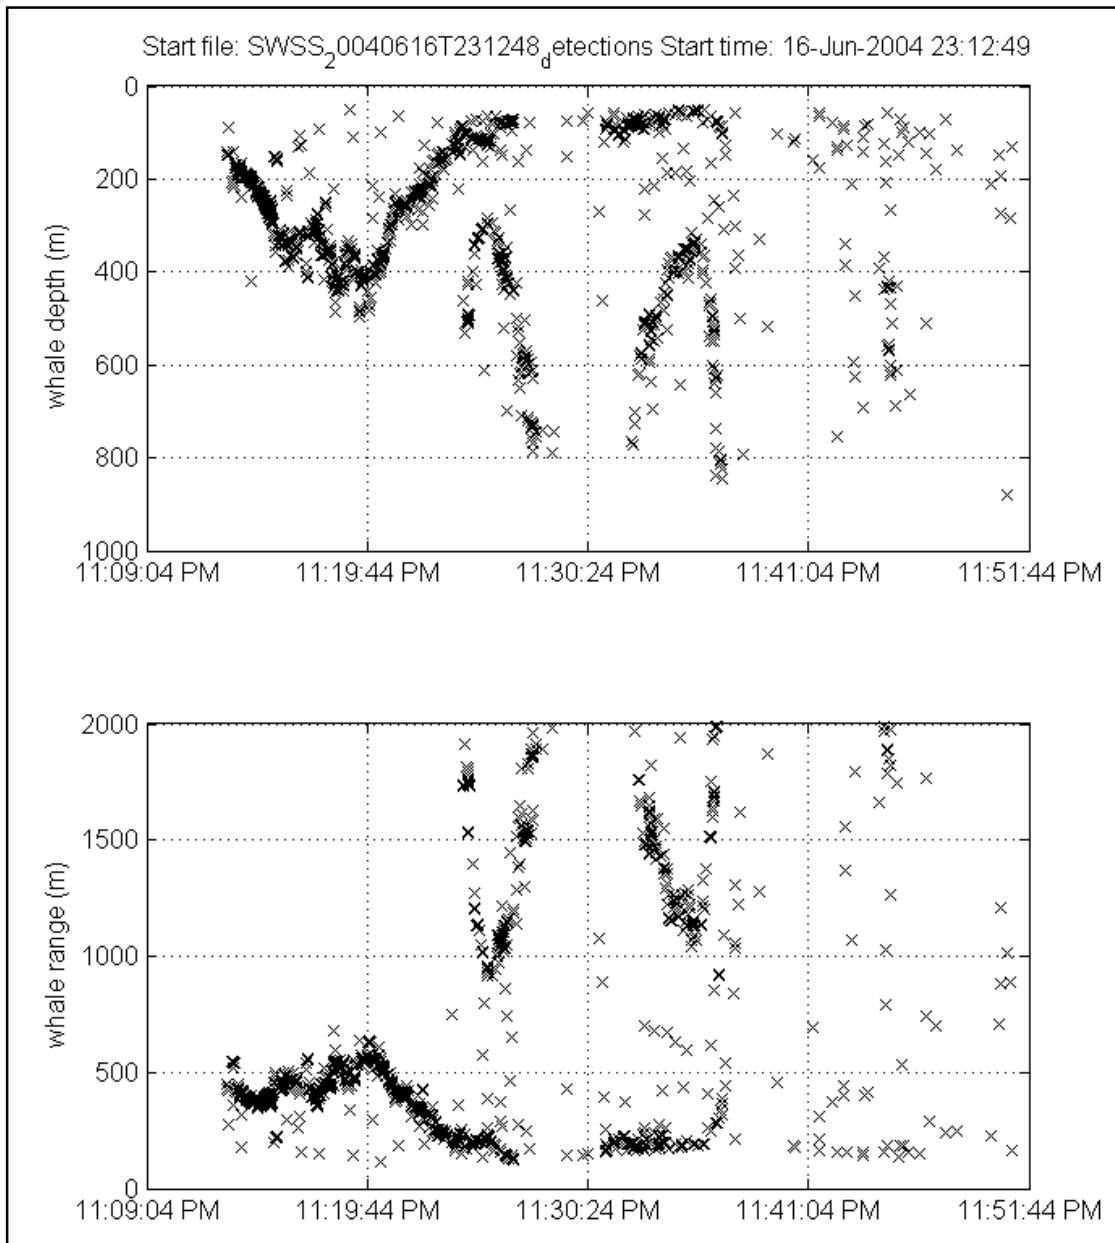 Start file: SWSS_20040616T231248_detections Start time: 16-Jun-2004 23:12:49
0
200
400
600
800
1000
whale depth (m)
11:09:04 PM 11:19:44 PM 11:30:24 PM 11:41:04 PM 11:51:44 PM
2000
1500
1000
500
0
whale range (m)
11:09:04 PM 11:19:44 PM 11:30:24 PM 11:41:04 PM 11:51:44 PM